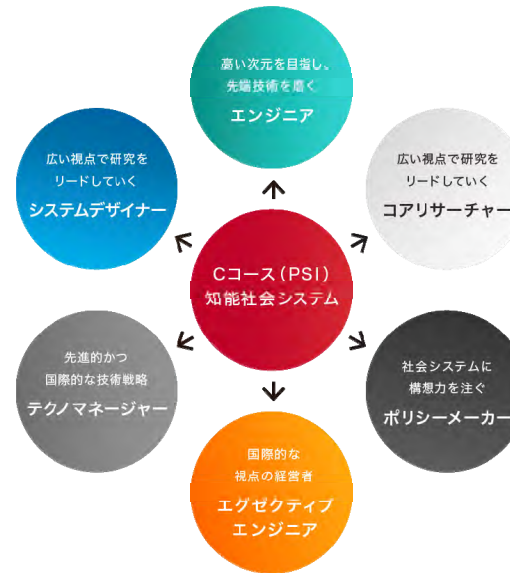 高い次元を目指し、
先端技術を磨く
エンジニア
広い視点で研究を
リードしていく
システムデザイナー
広い視点で研究を
リードしていく
コアリサーチャー
Cコース(PSI)
知能社会システム
先進的かつ
国際的な技術戦略
テクノマネージャー
社会システムに
構想力を注ぐ
ポリシーメーカー
国際的な
視点の経営者
エグゼクティブ
エンジニア